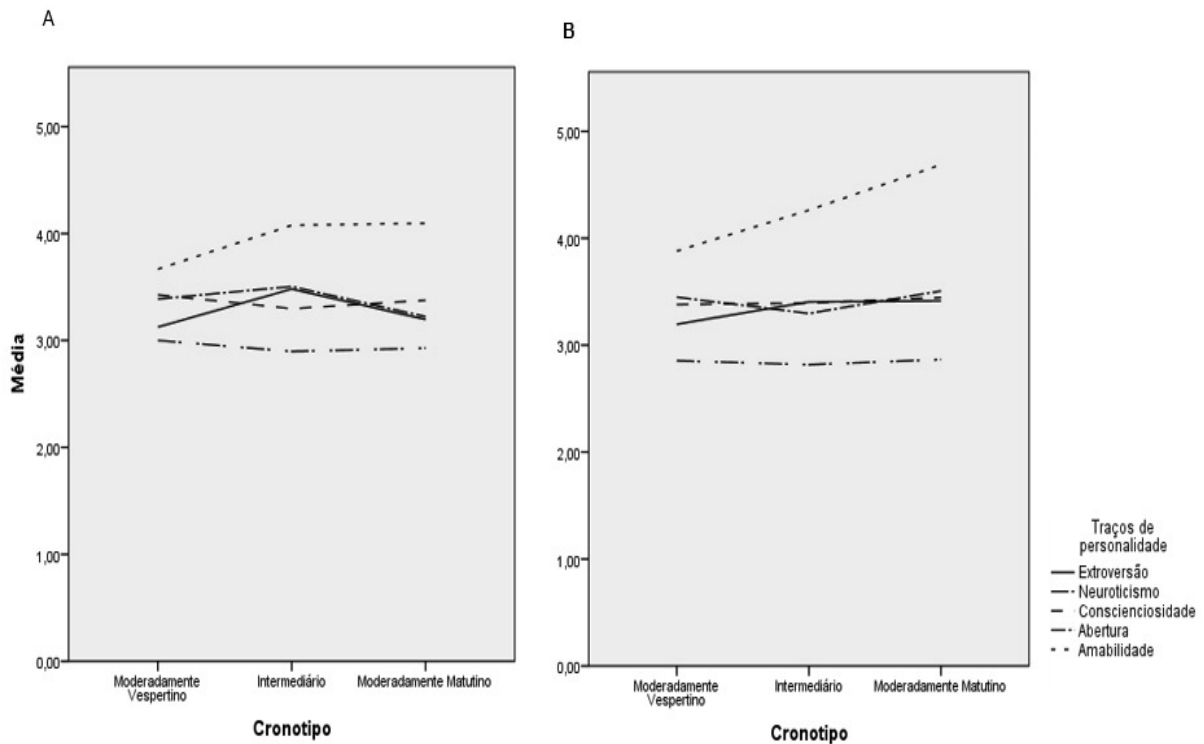 A
B
5,00
4,00
3,00
2,00
1,00
0,00
Média
Moderadamente
Vespertino
Intermediário
Moderadamente Matutino
Cronotipo
5,00
4,00
3,00
2,00
1,00
0,00
Moderadamente
Vespertino
Intermediário
Moderadamente Matutino
Cronotipo
Traços de
personalidade
Extroversão
Neuroticismo
Conscienciosidade
Abertura
Amabilidade